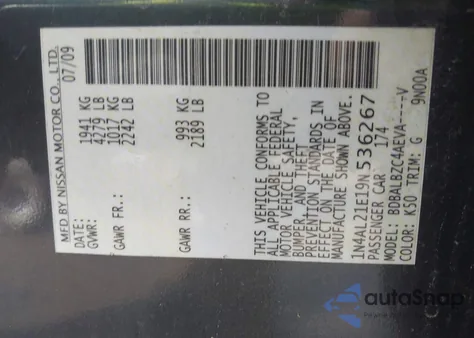 MFD BY NISSAN MOTOR CO., LTD.
DATE: 07/09
GVWR: 1941 KG
4279 LB
GAWR FR.: 1017 KG
2242 LB
GAWR RR.: 993 KG
2189 LB
THIS VEHICLE CONFORMS TO
ALL APPLICABLE FEDERAL
MOTOR VEHICLE SAFETY,
BUMPER, AND THEFT
PREVENTION STANDARDS IN
EFFECT ON THE DATE OF
MANUFACTURE SHOWN ABOVE.
1N4AL21E19N536267
PASSENGER CAR 1/4
MODEL: BDBALBZC4AEVA----V
COLOR: K50 TRIM: G 9N00A
autoSnap